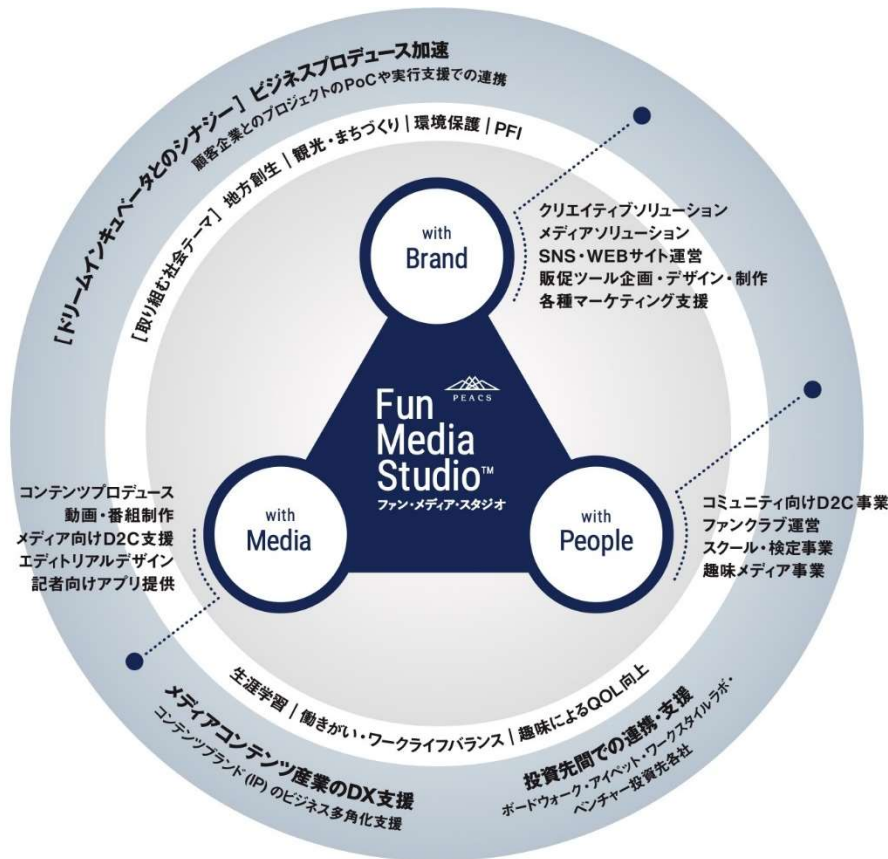 [ドリームインキュベータとのシナジー] ビジネスプロデュース加速
顧客企業とのプロジェクトのPoCや実行支援での連携
[取り組む社会テーマ] 地方創生|観光・まちづくり|環境保護|PFI
with
Brand
クリエイティブソリューション
メディアソリューション
SNS・WEBサイト運営
販促ツール企画・デザイン・制作
各種マーケティング支援
PEACS
Fun
Media
Studio™
ファン・メディア・スタジオ
with
Media
コンテンツプロデュース
動画・番組制作
メディア向けD2C支援
エディトリアルデザイン
記者向けアプリ提供
with
People
コミュニティ向けD2C事業
ファンクラブ運営
スクール・検定事業
趣味メディア事業
生涯学習|働きがい・ワークライフバランス|趣味によるQOL向上
メディアコンテンツ産業のDX支援
コンテンツブランド(IP)のビジネス多角化支援
投資先間での連携・支援
ボードウォーク・アイペット・ワークスタイルラボ・
ベンチャー投資先各社